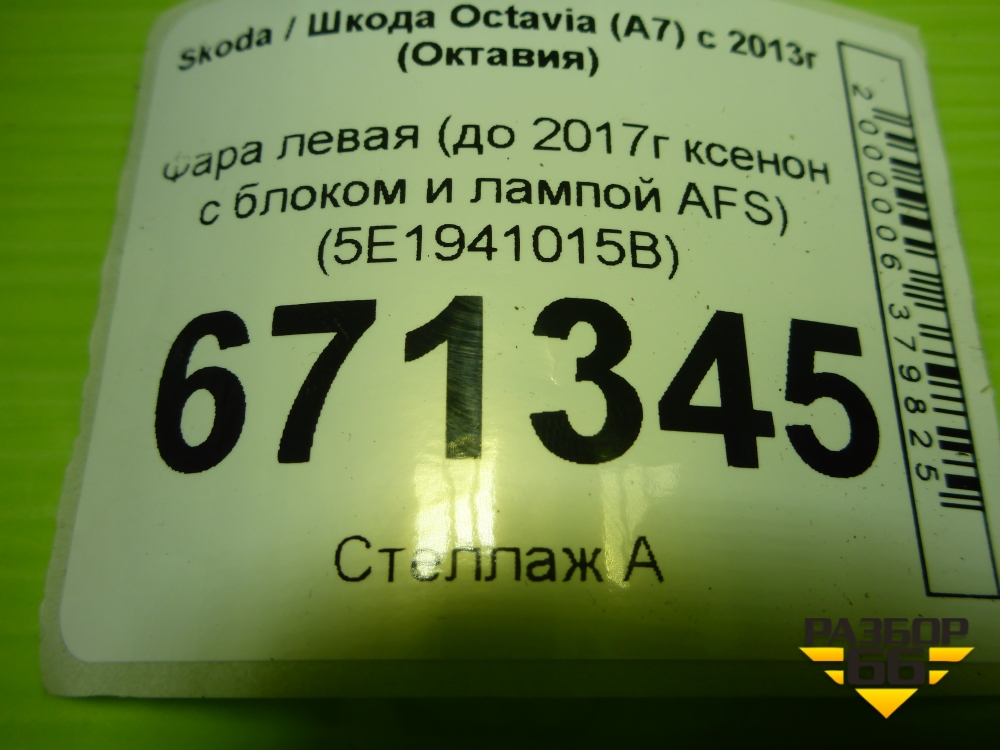 Skoda / Шкода Octavia (A7) с 2013г
(Октавия)
Фара левая (до 2017г ксенон
с блоком и лампой AFS)
(5E1941015B)
671345
Стеллаж А
2000006379825
РАЗБОР
66